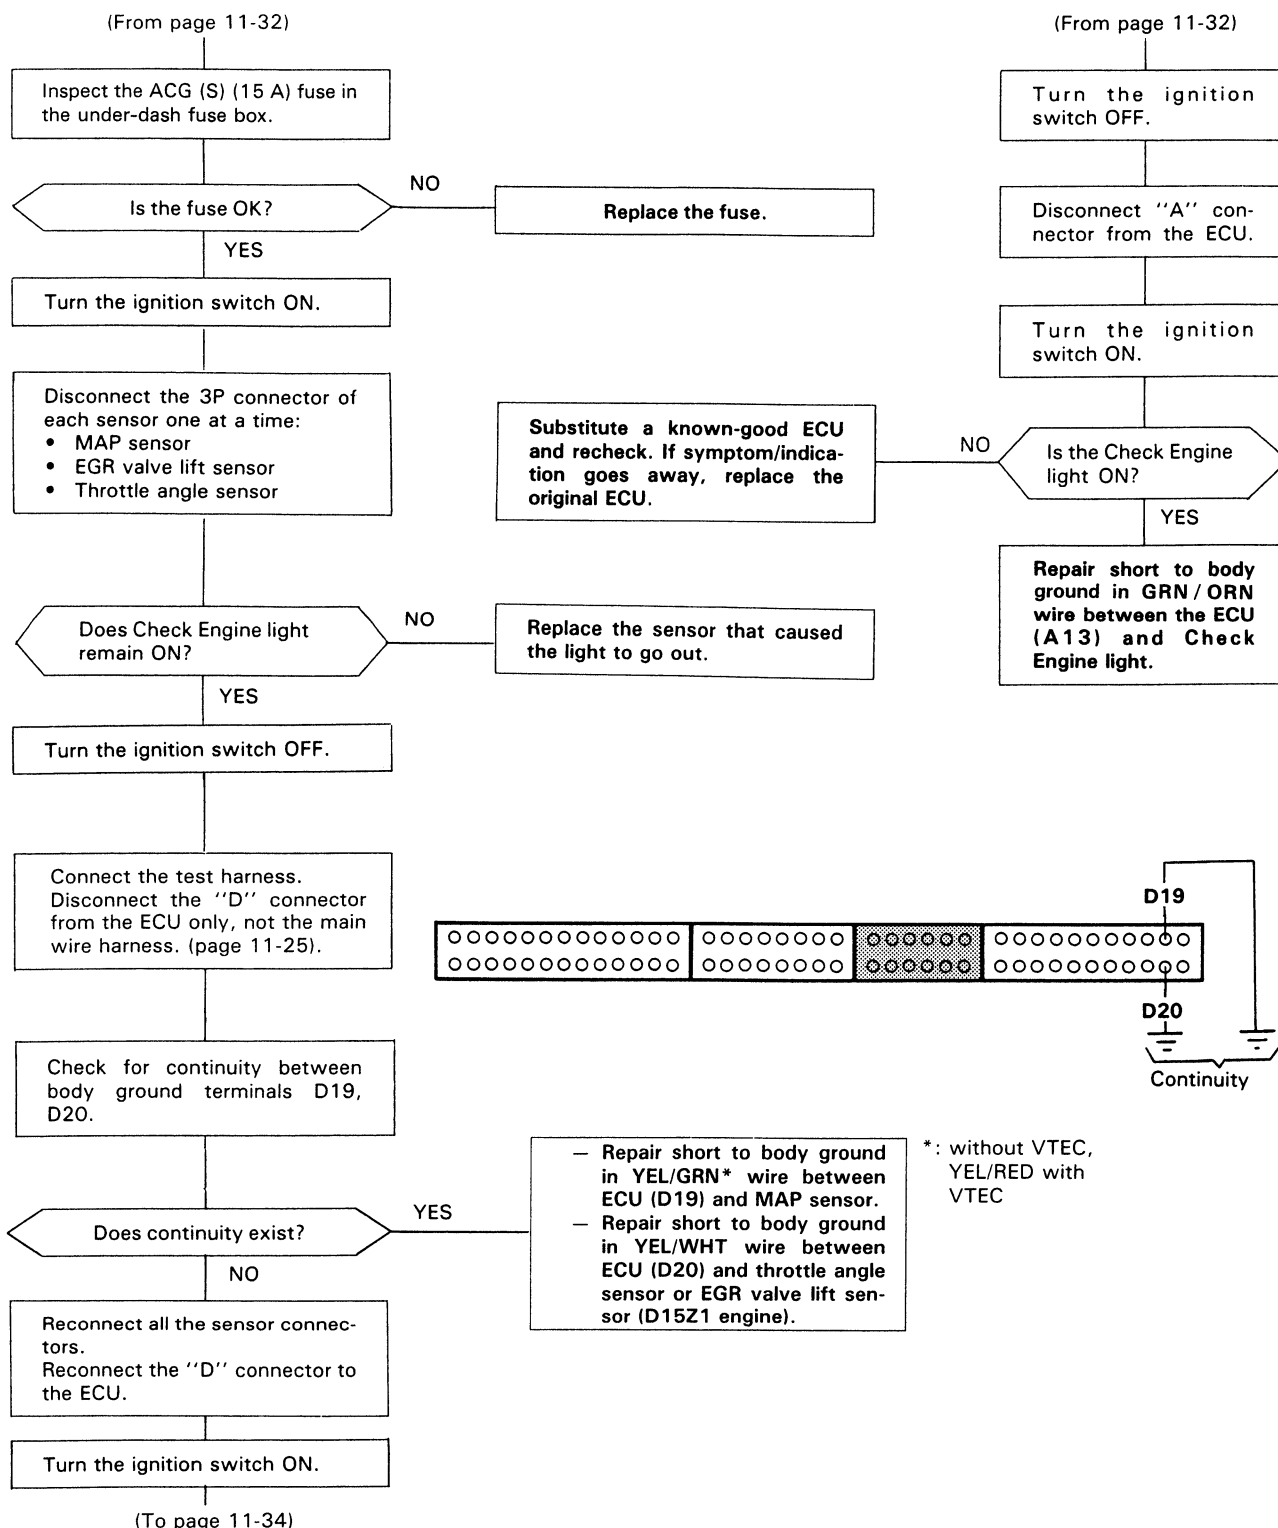 (From page 11-32)
Inspect the ACG (S) (15 A) fuse in
the under-dash fuse box.
Is the fuse OK?
NO
Replace the fuse.
YES
Turn the ignition switch ON.
Disconnect the 3P connector of
each sensor one at a time:
• MAP sensor
• EGR valve lift sensor
• Throttle angle sensor
Does Check Engine light
remain ON?
NO
Replace the sensor that caused
the light to go out.
YES
Turn the ignition switch OFF.
Connect the test harness.
Disconnect the "D" connector
from the ECU only, not the main
wire harness. (page 11-25).
Check for continuity between
body ground terminals D19,
D20.
Does continuity exist?
YES
— Repair short to body ground
in YEL/GRN* wire between
ECU (D19) and MAP sensor.
— Repair short to body ground
in YEL/WHT wire between
ECU (D20) and throttle angle
sensor or EGR valve lift sen-
sor (D15Z1 engine).
*: without VTEC,
YEL/RED with
VTEC
NO
Reconnect all the sensor connec-
tors.
Reconnect the "D" connector to
the ECU.
Turn the ignition switch ON.
(To page 11-34)
(From page 11-32)
Turn the ignition
switch OFF.
Disconnect "A" con-
nector from the ECU.
Turn the ignition
switch ON.
Is the Check Engine
light ON?
NO
Substitute a known-good ECU
and recheck. If symptom/indica-
tion goes away, replace the
original ECU.
YES
Repair short to body
ground in GRN/ORN
wire between the ECU
(A13) and Check
Engine light.
D19
D20
Continuity